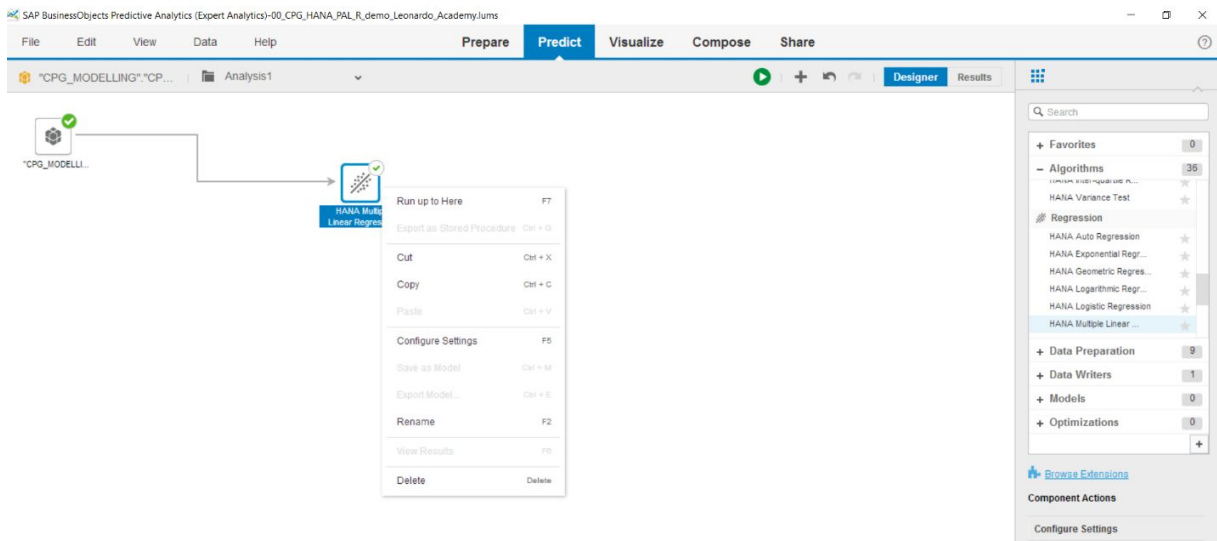 SAP BusinessObjects Predictive Analytics (Expert Analytics)-00_CPG_HANA_PAL_R_demo_Leonardo_Academy.lums
File Edit View Data Help Prepare Predict Visualize Compose Share
"CPG_MODELLING"."CP... Analysis1 Designer Results
Search
"CPG_MODELLI...
HANA Multip
Linear Regres
Run up to Here F7
Export as Stored Procedure Ctrl + G
Cut Ctrl + X
Copy Ctrl + C
Paste Ctrl + V
Configure Settings F5
Save as Model Ctrl + M
Export Model... Ctrl + E
Rename F2
View Results
Delete Delete
+ Favorites 0
− Algorithms 36
HANA Inter-quartile R...
HANA Variance Test
Regression
HANA Auto Regression
HANA Exponential Regr...
HANA Geometric Regres...
HANA Logarithmic Regr...
HANA Logistic Regression
HANA Multiple Linear ...
+ Data Preparation 9
+ Data Writers 1
+ Models 0
+ Optimizations 0
+
Browse Extensions
Component Actions
Configure Settings